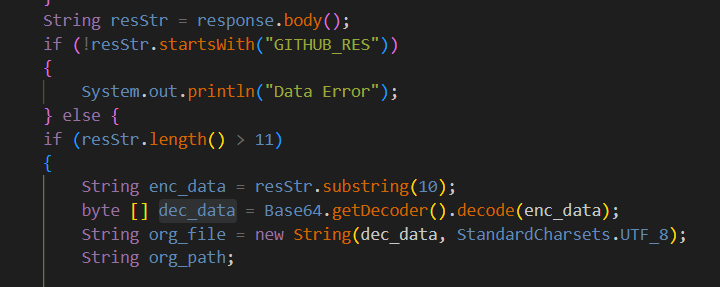 }
String resStr = response.body();
if (!resStr.startsWith("GITHUB_RES"))
{
System.out.println("Data Error");
} else {
if (resStr.length() > 11)
{
String enc_data = resStr.substring(10);
byte [] dec_data = Base64.getDecoder().decode(enc_data);
String org_file = new String(dec_data, StandardCharsets.UTF_8);
String org_path;